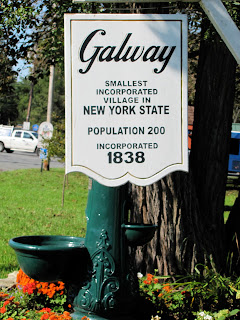 Galway
SMALLEST
INCORPORATED
VILLAGE IN
NEW YORK STATE
POPULATION 200
INCORPORATED
1838